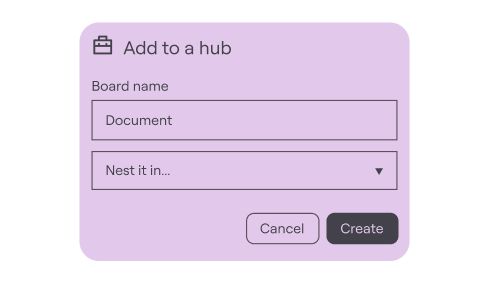 Add to a hub
Board name
Document
Nest it in...
Cancel
Create